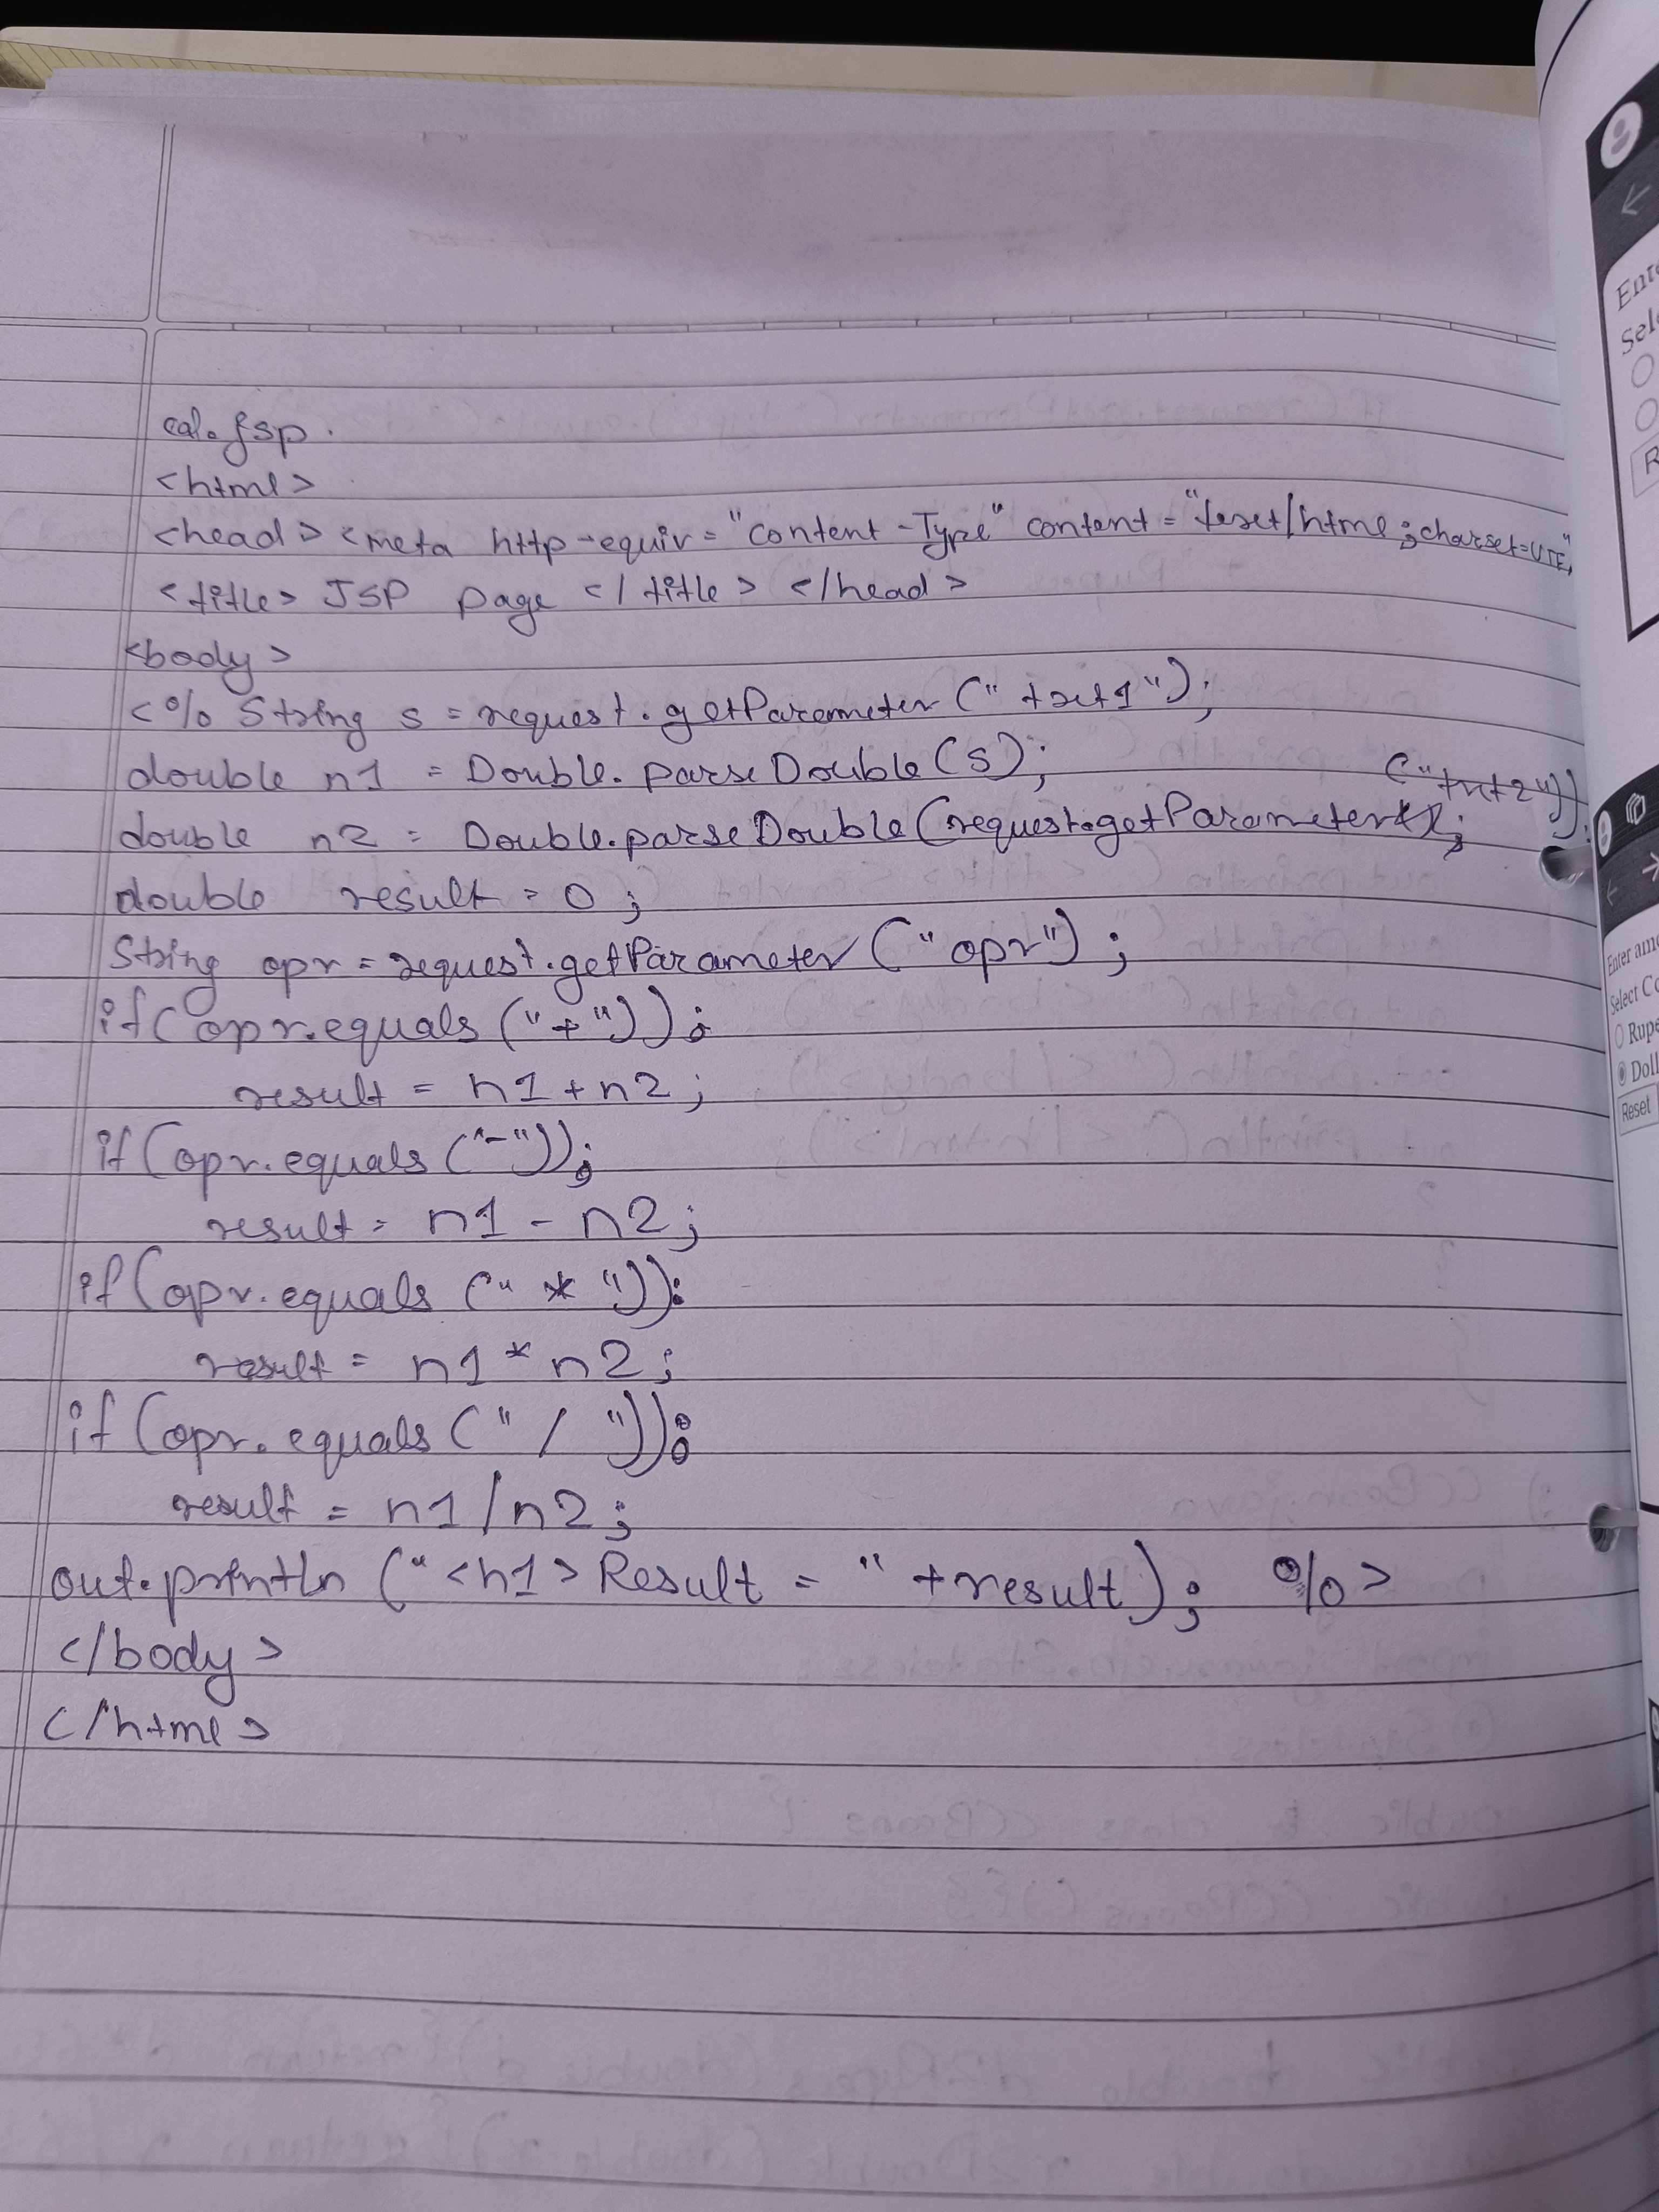 cal.jsp.
<html>
<head> <meta http-equiv="content-Type" content="text/html;charset=UTF
<title> JSP page </title> </head>
<body>
<% String s = request.getParameter("txt1");
double n1 = Double.parseDouble(s);
double n2 = Double.parseDouble(request.getParameter ("txt2"));
double result = 0;
String opr = request.getParameter("opr");
if(opr.equals("+"));
result = n1+n2;
if(opr.equals("-"));
result = n1 - n2;
if(opr.equals("*")):
result = n1 * n2;
if(opr.equals("/")):
result = n1/n2;
out.println("<h1>Result = "+result); %>
</body>
</html>
Enter am
Select C
Rupe
Doll
Reset